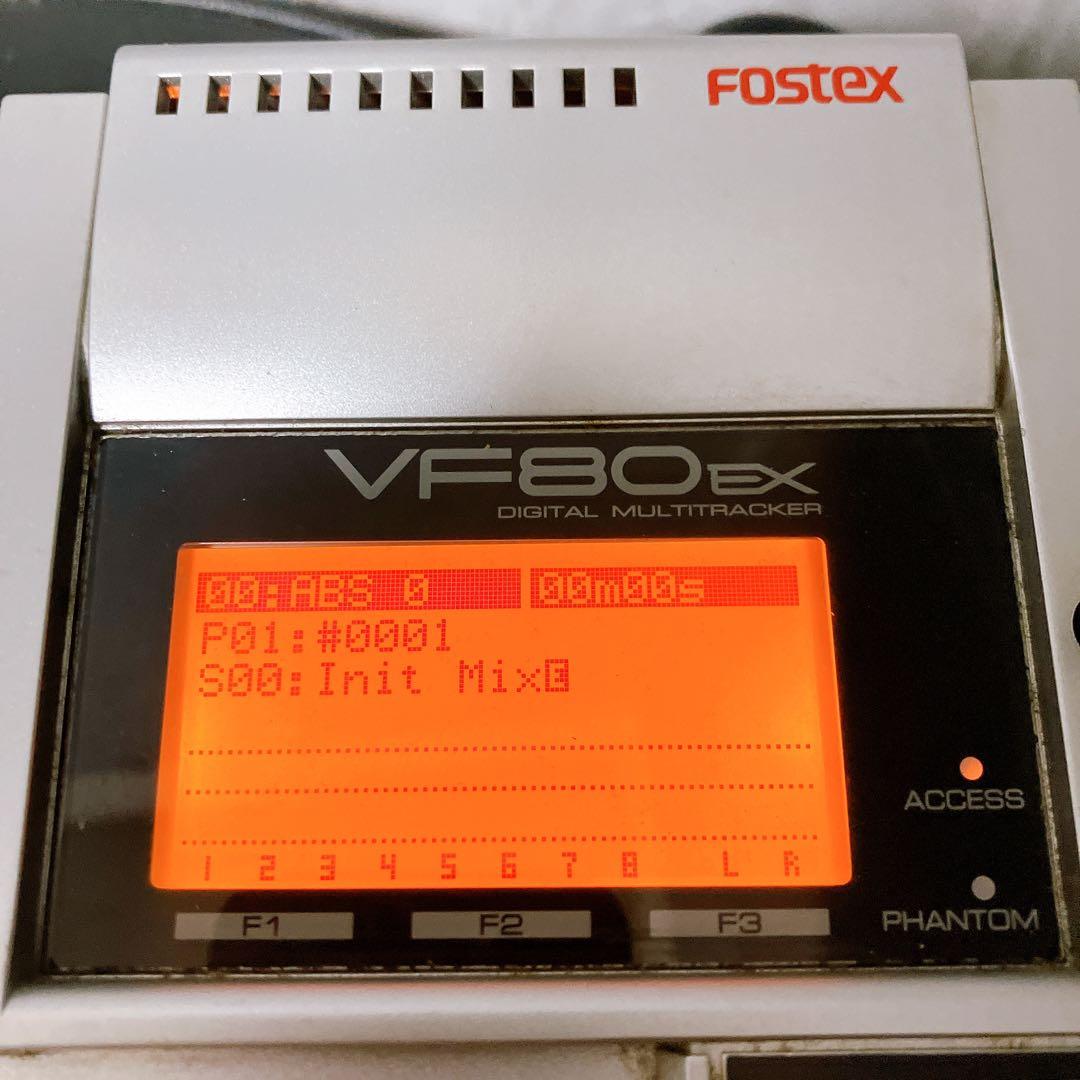 FOSTEX
VF80EX
DIGITAL MULTITRACKER
00:ABS 0 00m00s
P01:#0001
S00:Init Mix
1 2 3 4 5 6 7 8 L R
ACCESS
F1 F2 F3
PHANTOM